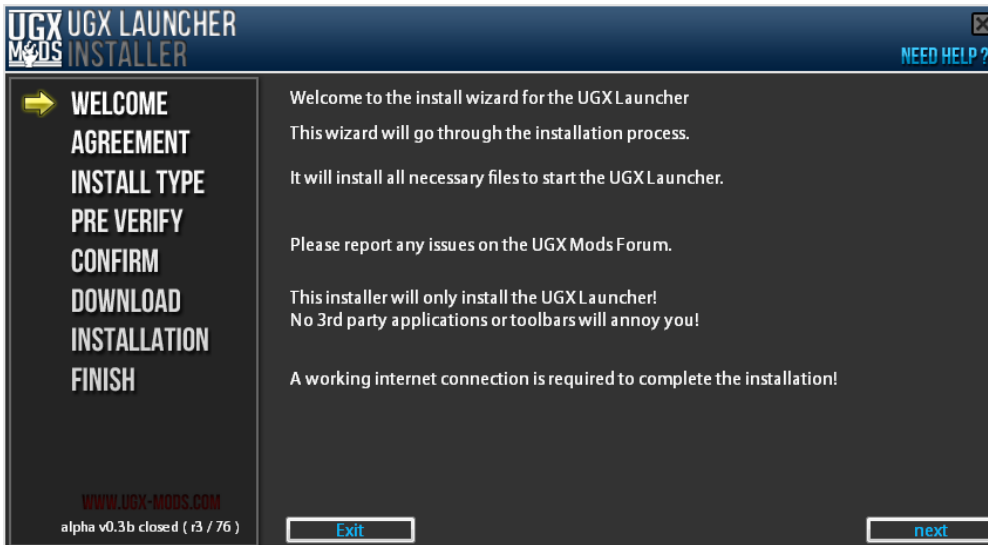 UGX MODS
UGX LAUNCHER
INSTALLER
NEED HELP ?
WELCOME
AGREEMENT
INSTALL TYPE
PRE VERIFY
CONFIRM
DOWNLOAD
INSTALLATION
FINISH
WWW.UGX-MODS.COM
alpha v0.3b closed ( r3 / 76 )
Welcome to the install wizard for the UGX Launcher
This wizard will go through the installation process.
It will install all necessary files to start the UGX Launcher.
Please report any issues on the UGX Mods Forum.
This installer will only install the UGX Launcher!
No 3rd party applications or toolbars will annoy you!
A working internet connection is required to complete the installation!
Exit
next